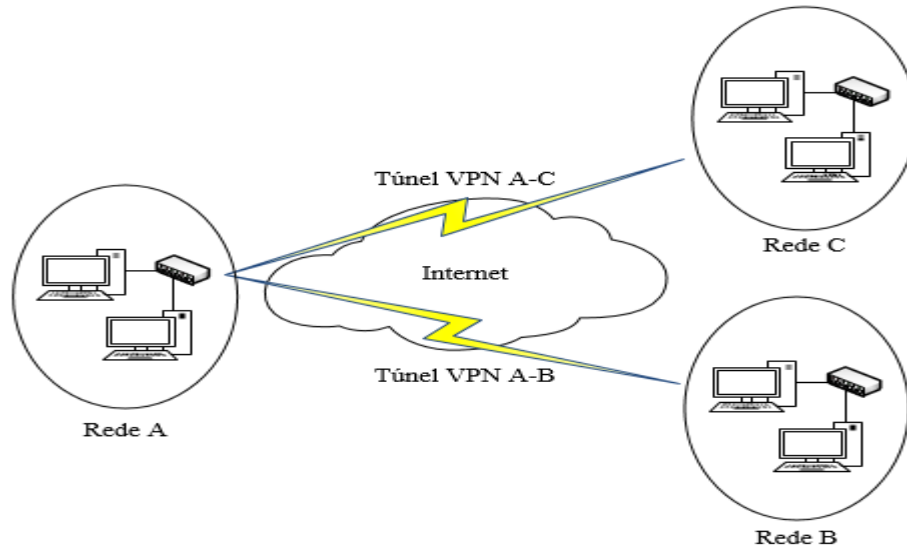 Túnel VPN A-C
Rede C
Internet
Túnel VPN A-B
Rede A
Rede B